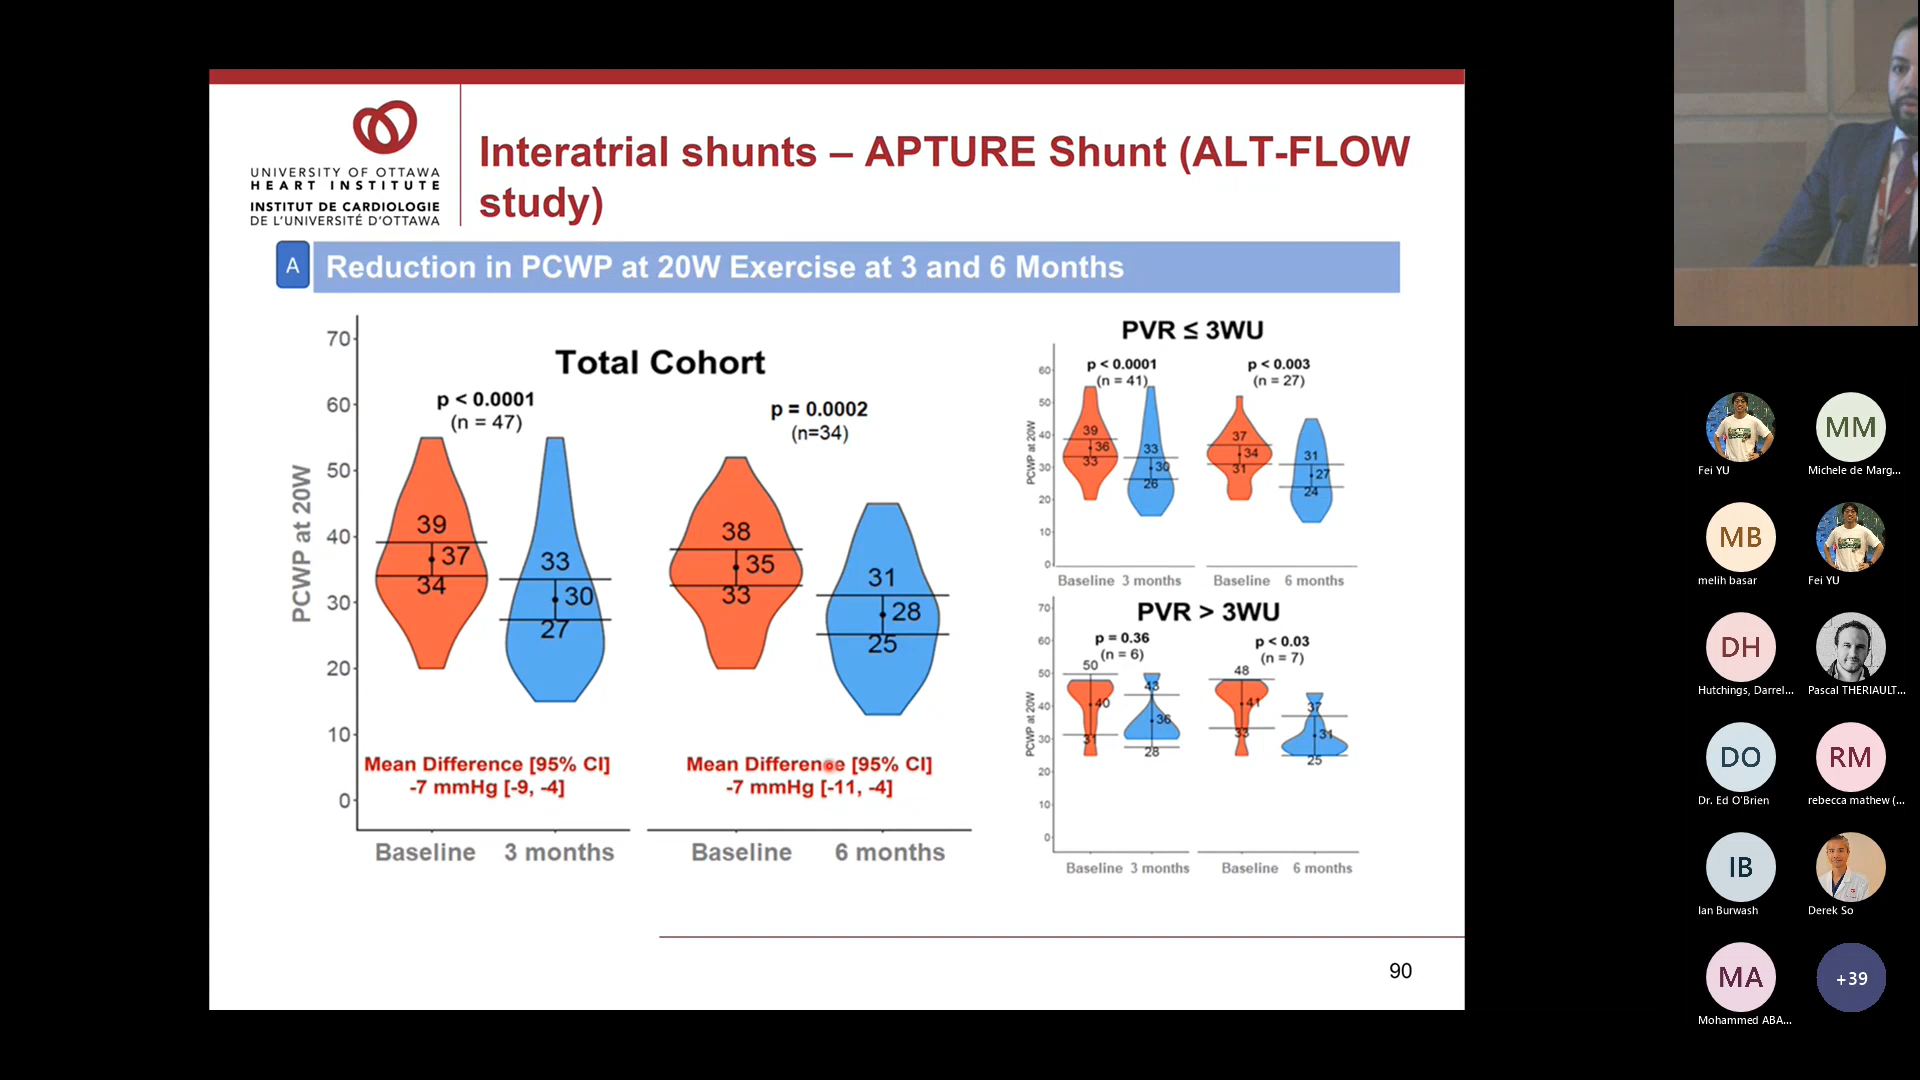 UNIVERSITY OF OTTAWA
HEART INSTITUTE
INSTITUT DE CARDIOLOGIE
DE L'UNIVERSITÉ D'OTTAWA
Interatrial shunts – APTURE Shunt (ALT-FLOW
study)
A
Reduction in PCWP at 20W Exercise at 3 and 6 Months
Total Cohort
PCWP at 20W
70
60
50
40
30
20
10
0
p < 0.0001
(n = 47)
39
37
34
33
30
27
p = 0.0002
(n=34)
38
35
33
31
28
25
Mean Difference [95% CI]
-7 mmHg [-9, -4]
Mean Difference [95% CI]
-7 mmHg [-11, -4]
Baseline 3 months
Baseline 6 months
PVR ≤ 3WU
PCWP at 20W
60
50
40
30
20
10
0
p < 0.0001
(n = 41)
39
36
33
33
30
26
p < 0.003
(n = 27)
37
34
31
31
27
24
Baseline 3 months
Baseline 6 months
PVR > 3WU
PCWP at 20W
70
60
50
40
30
20
10
0
p = 0.36
(n = 6)
50
40
31
43
36
28
p < 0.03
(n = 7)
48
41
33
37
31
25
Baseline 3 months
Baseline 6 months
90
Fei YU
MM
Michele de Marg...
MB
melih basar
Fei YU
DH
Hutchings, Darrel...
Pascal THERIAULT...
DO
Dr. Ed O'Brien
RM
rebecca mathew (...
IB
Ian Burwash
Derek So
MA
Mohammed ABA...
+39